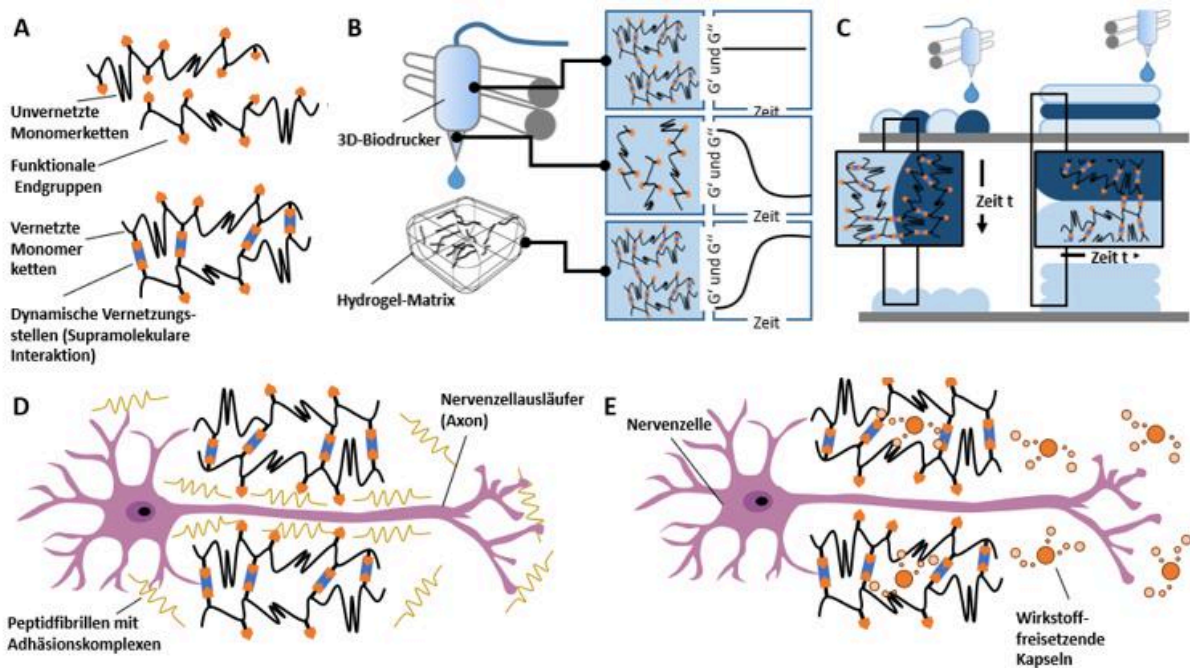 A
Unvernetzte
Monomerketten
Funktionale
Endgruppen
Vernetzte
Monomer
ketten
Dynamische Vernetzungs-
stellen (Supramolekulare
Interaktion)
B
3D-Biodrucker
Hydrogel-Matrix
G' und G''
Zeit
G' und G''
Zeit
G' und G''
Zeit
C
Zeit t
Zeit t
D
Nervenzellausläufer
(Axon)
Peptidfibrillen mit
Adhäsionskomplexen
E
Nervenzelle
Wirkstoff-
freisetzende
Kapseln